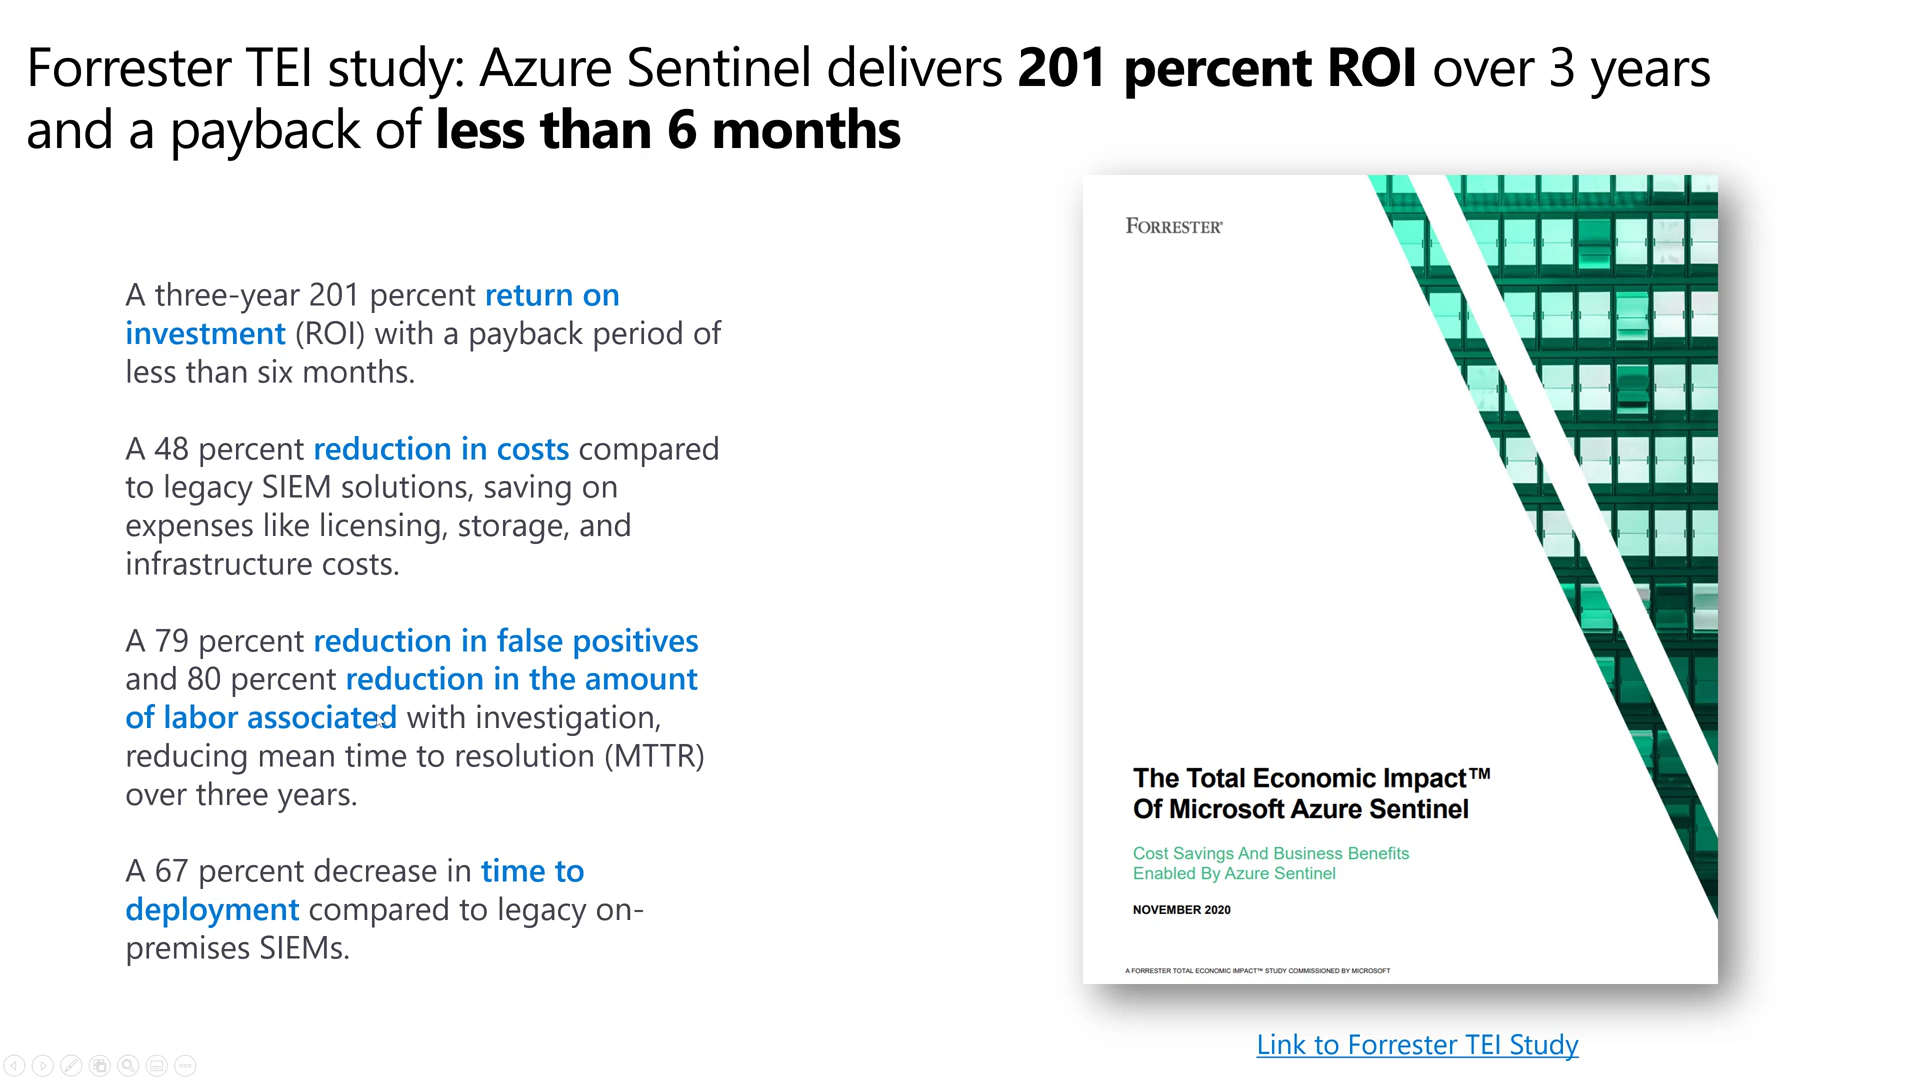 Forrester TEI study: Azure Sentinel delivers 201 percent ROI over 3 years
and a payback of less than 6 months
A three-year 201 percent return on
investment (ROI) with a payback period of
less than six months.
A 48 percent reduction in costs compared
to legacy SIEM solutions, saving on
expenses like licensing, storage, and
infrastructure costs.
A 79 percent reduction in false positives
and 80 percent reduction in the amount
of labor associated with investigation,
reducing mean time to resolution (MTTR)
over three years.
A 67 percent decrease in time to
deployment compared to legacy on-
premises SIEMs.
FORRESTER®
The Total Economic Impact™
Of Microsoft Azure Sentinel
Cost Savings And Business Benefits
Enabled By Azure Sentinel
NOVEMBER 2020
A FORRESTER TOTAL ECONOMIC IMPACT™ STUDY COMMISSIONED BY MICROSOFT
Link to Forrester TEI Study